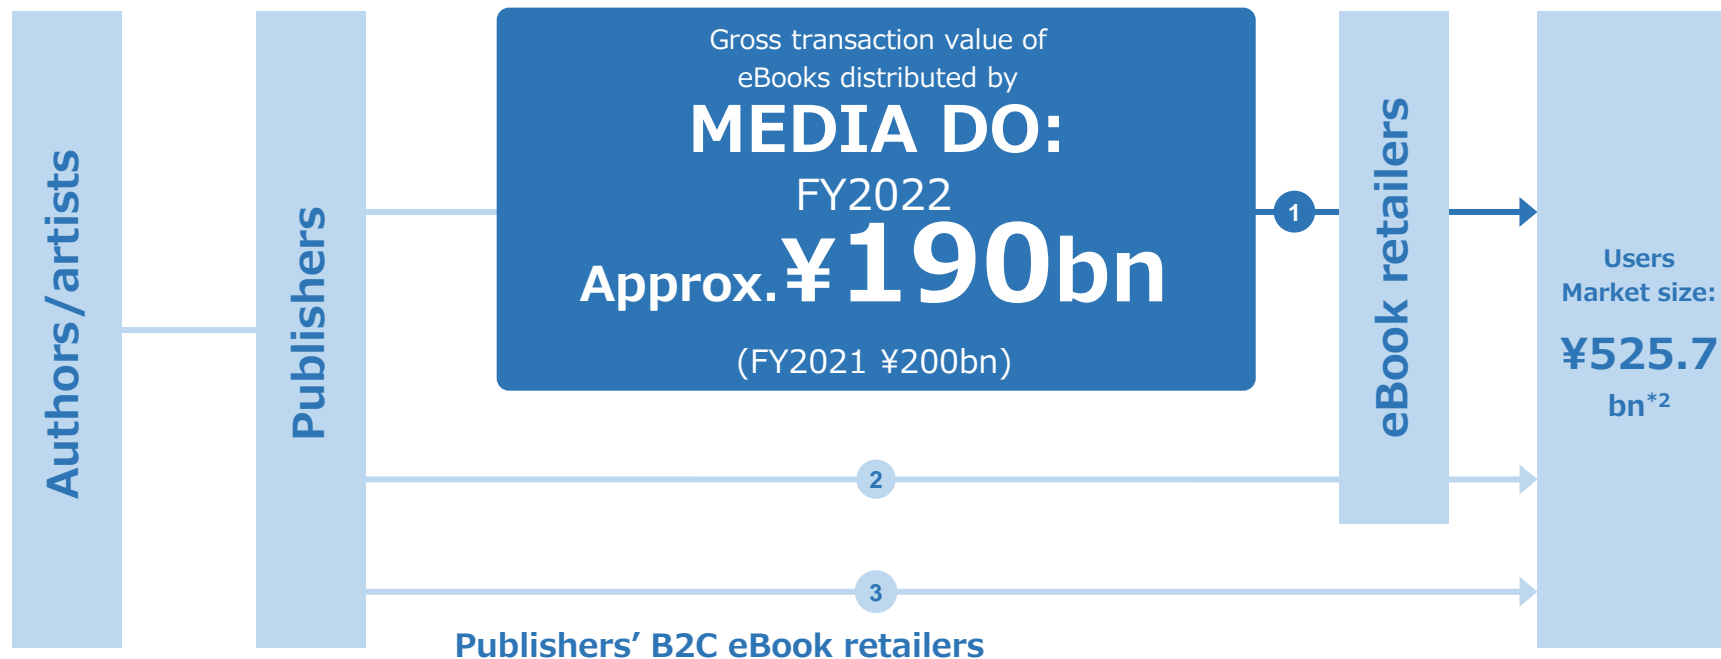 Authors/artists
Publishers
Gross transaction value of
eBooks distributed by
MEDIA DO:
FY2022
Approx.¥190bn
(FY2021 ¥200bn)
1
eBook retailers
Users
Market size:
¥525.7
bn*2
2
3
Publishers’ B2C eBook retailers